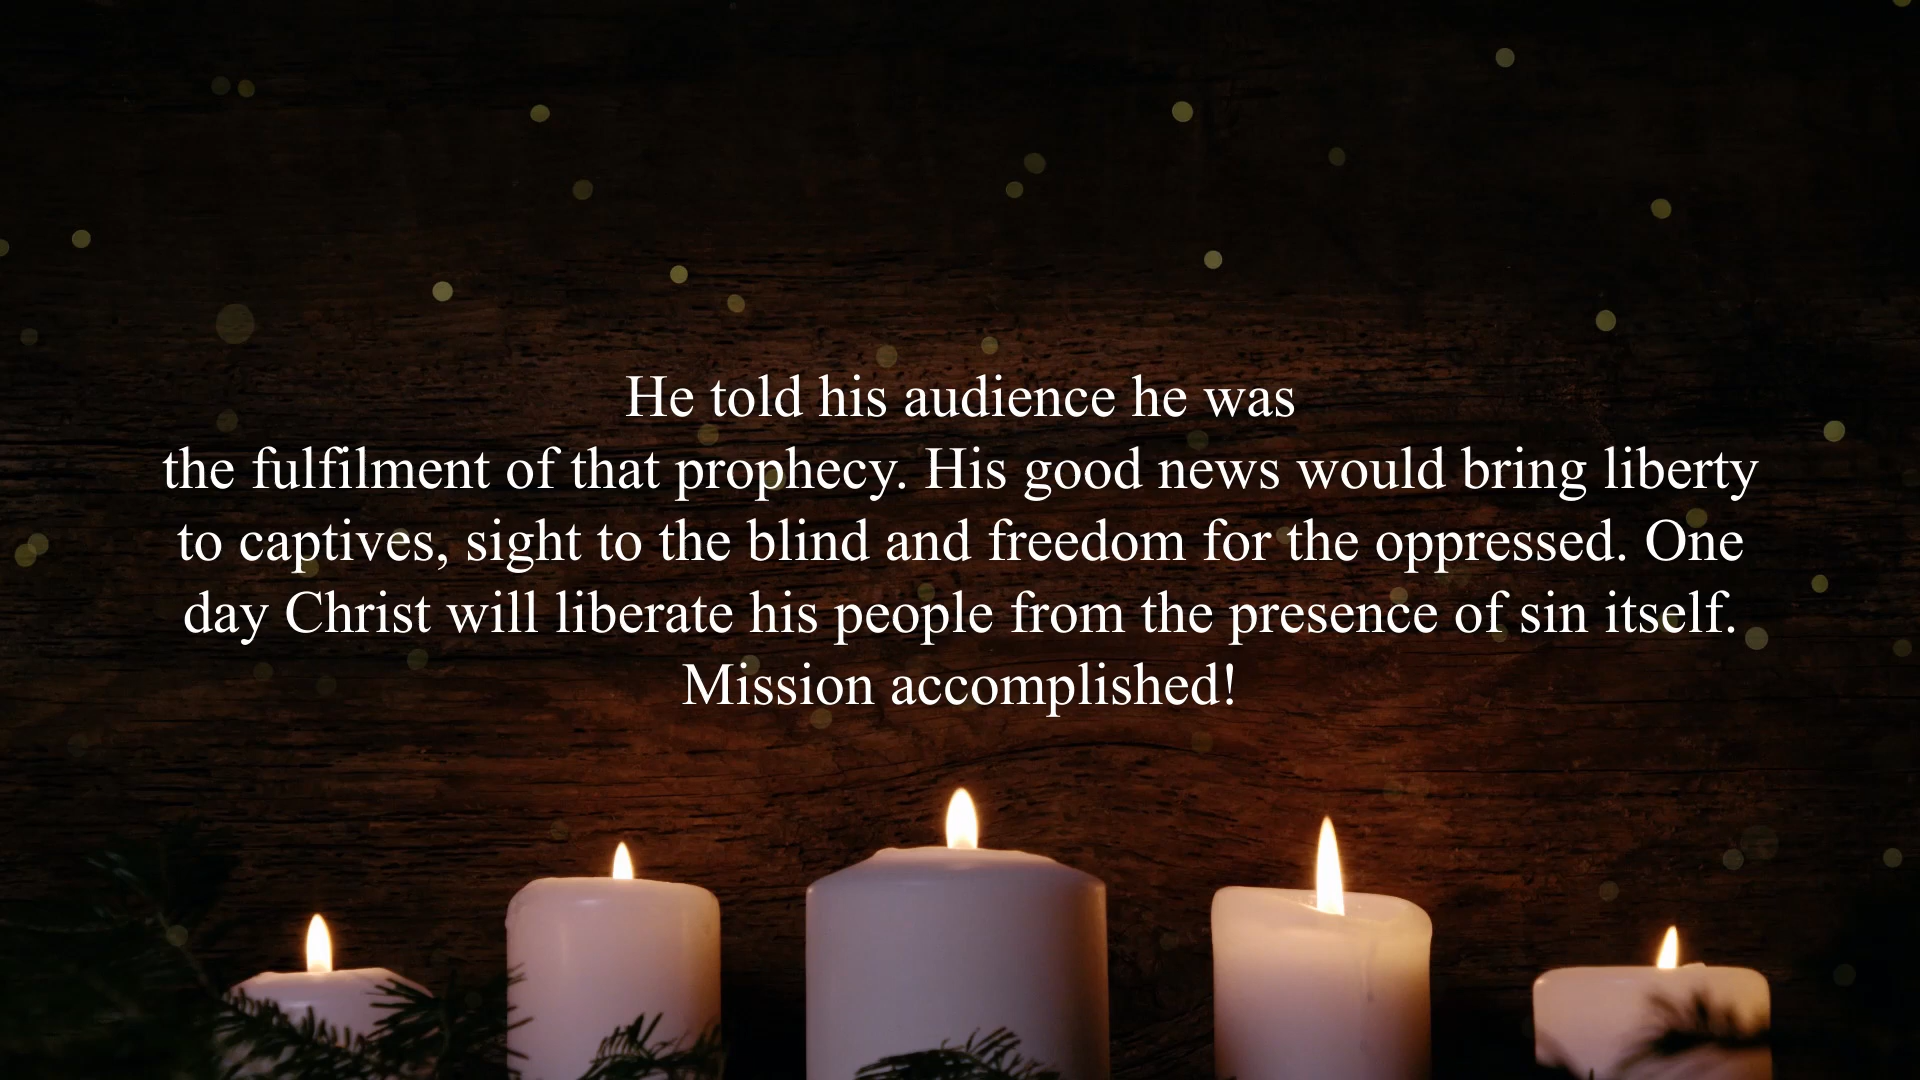 He told his audience he was
the fulfilment of that prophecy. His good news would bring liberty
to captives, sight to the blind and freedom for the oppressed. One
day Christ will liberate his people from the presence of sin itself.
Mission accomplished!